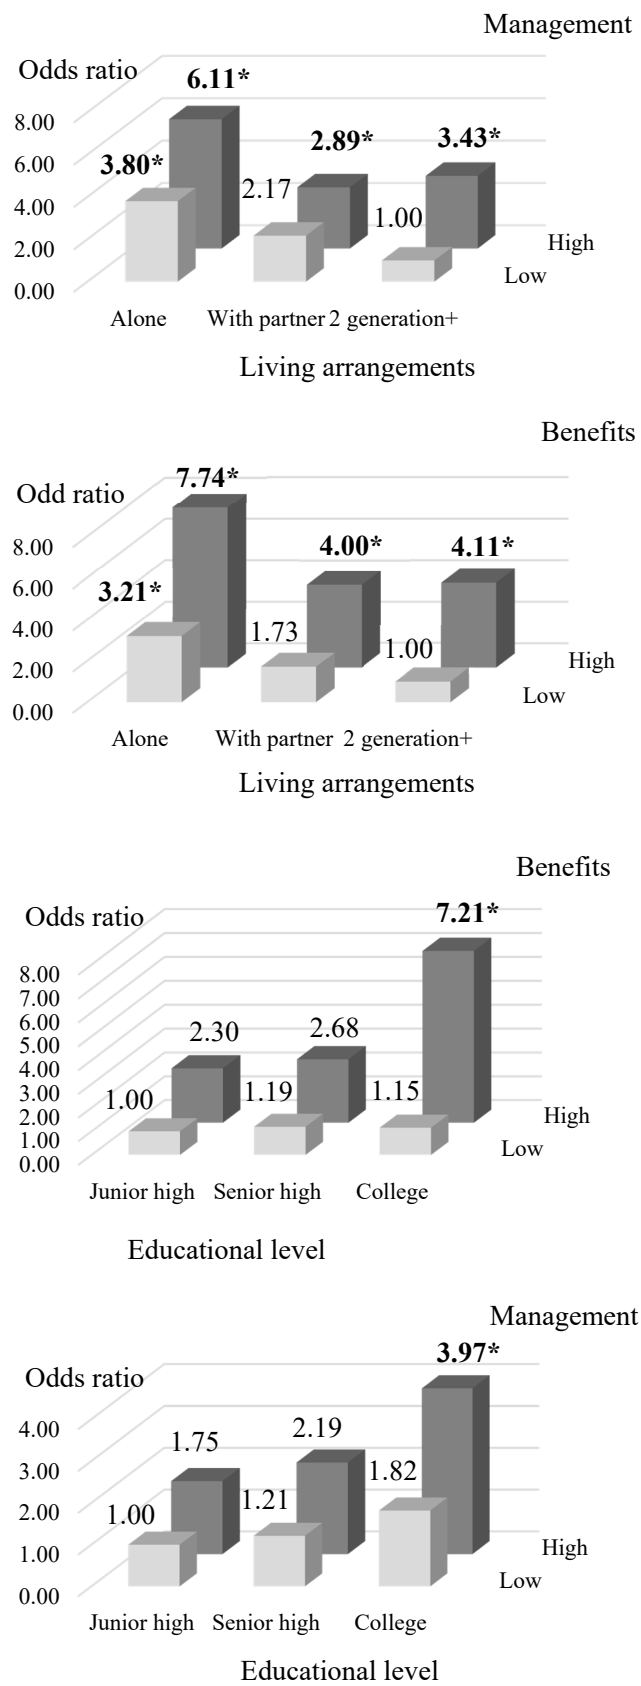 Management
Odds ratio
6.11*
8.00
3.80*
2.89*
3.43*
6.00
2.17
4.00
1.00
2.00
High
0.00
Low
Alone
With partner
2 generation+
Living arrangements
Benefits
7.74*
Odd ratio
8.00
4.00*
4.11*
6.00
3.21*
1.73
4.00
1.00
2.00
High
0.00
Low
Alone
With partner
2 generation+
Living arrangements
Benefits
Odds ratio
7.21*
8.00
7.00
6.00
2.30
2.68
5.00
4.00
3.00
1.00
1.19
1.15
2.00
1.00
High
0.00
Low
Junior high
Senior high
College
Educational level
Management
3.97*
Odds ratio
4.00
1.75
2.19
3.00
1.82
2.00
1.00
1.21
1.00
High
0.00
Low
Junior high
Senior high
College
Educational level